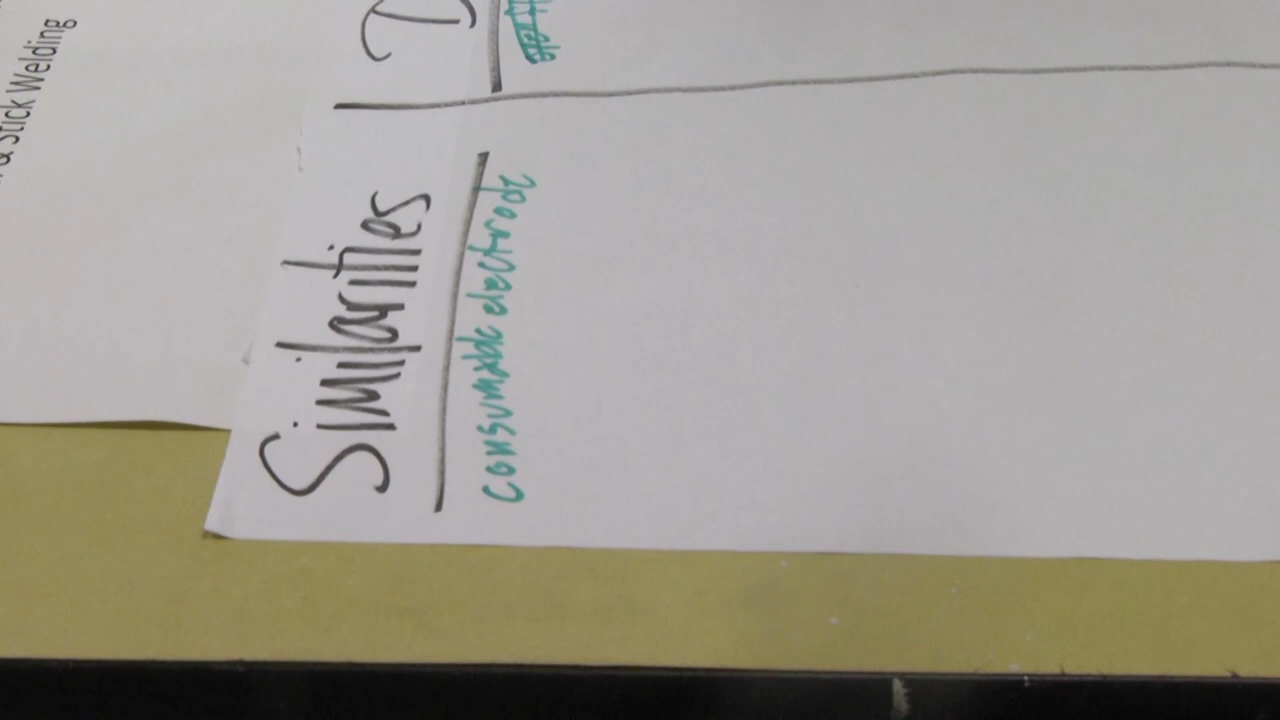 & Stick Welding
Similarities
consumable electrode
D